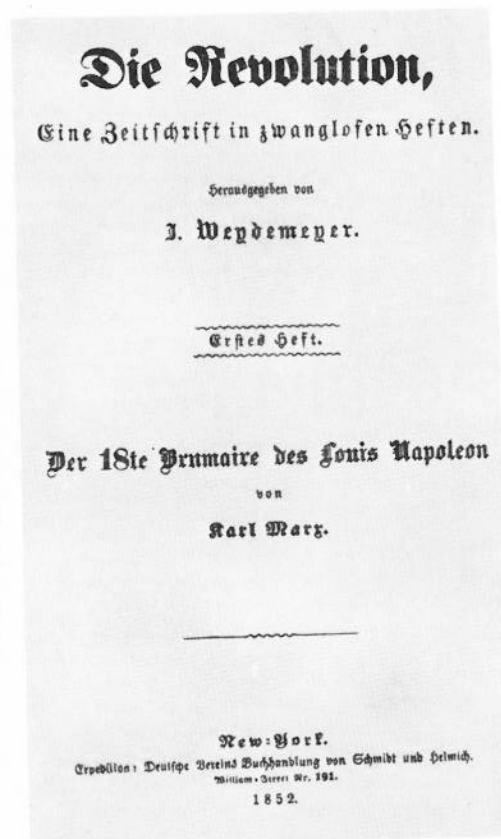 Die Revolution,
Eine Zeitschrift in zwanglosen Heften.
Herausgegeben von
J. Weydemeyer.
Erstes Heft.
Der 18te Brumaire des Louis Napoleon
von
Karl Marx.
New-York.
Expedition: Deutsche Vereins Buchhandlung von Schmidt und Helmich.
William-Street Nr. 191.
1852.